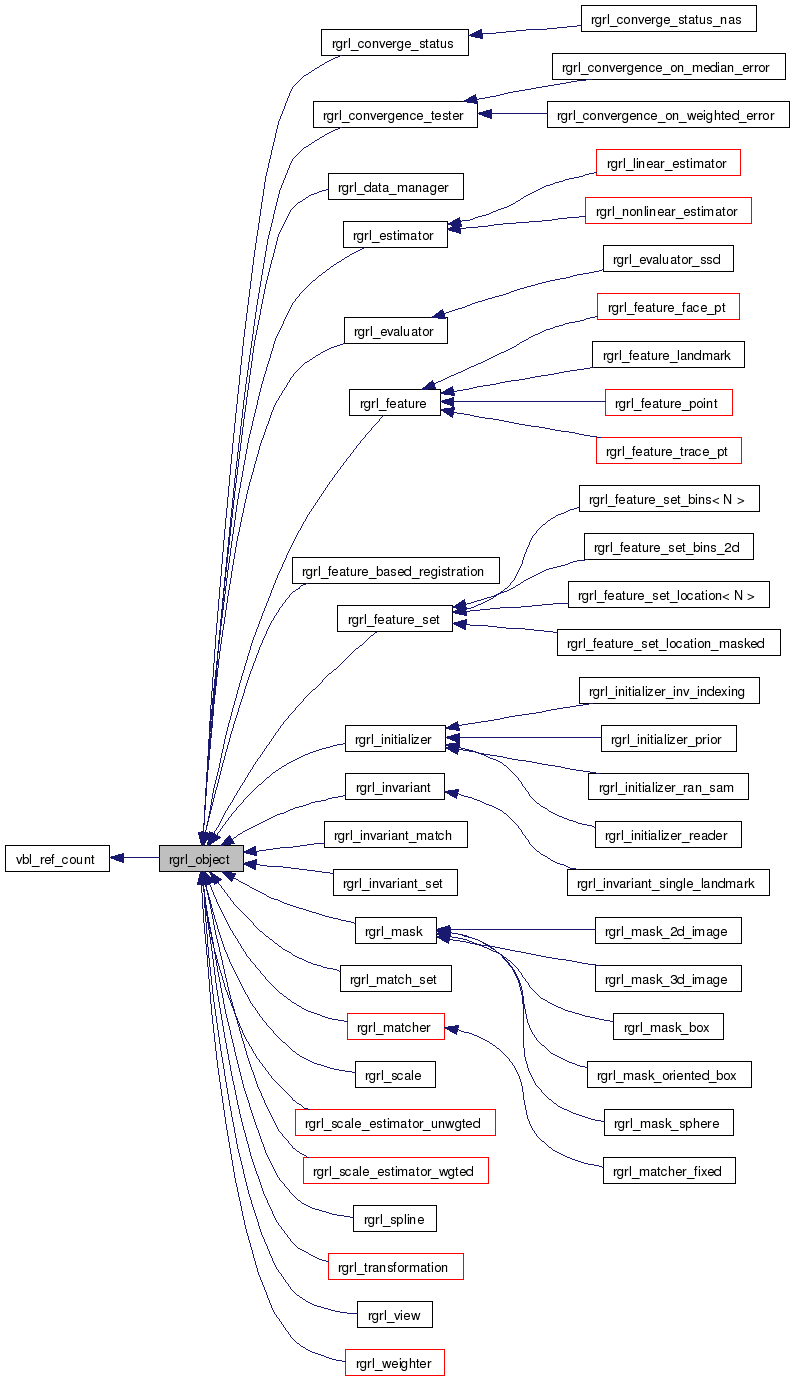 rgrl_converge_status_nas
rgrl_converge_status
rgrl_convergence_on_median_error
rgrl_convergence_tester
rgrl_convergence_on_weighted_error
rgrl_linear_estimator
rgrl_data_manager
rgrl_nonlinear_estimator
rgrl_estimator
rgrl_evaluator_ssd
rgrl_feature_face_pt
rgrl_evaluator
rgrl_feature_landmark
rgrl_feature
rgrl_feature_point
rgrl_feature_trace_pt
rgrl_feature_set_bins< N >
rgrl_feature_set_bins_2d
rgrl_feature_based_registration
rgrl_feature_set_location< N >
rgrl_feature_set
rgrl_feature_set_location_masked
rgrl_initializer_inv_indexing
rgrl_initializer
rgrl_initializer_prior
rgrl_invariant
rgrl_initializer_ran_sam
rgrl_invariant_match
rgrl_initializer_reader
vbl_ref_count
rgrl_object
rgrl_invariant_set
rgrl_invariant_single_landmark
rgrl_mask
rgrl_mask_2d_image
rgrl_match_set
rgrl_mask_3d_image
rgrl_matcher
rgrl_mask_box
rgrl_scale
rgrl_mask_oriented_box
rgrl_scale_estimator_unwgted
rgrl_mask_sphere
rgrl_scale_estimator_wgted
rgrl_matcher_fixed
rgrl_spline
rgrl_transformation
rgrl_view
rgrl_weighter